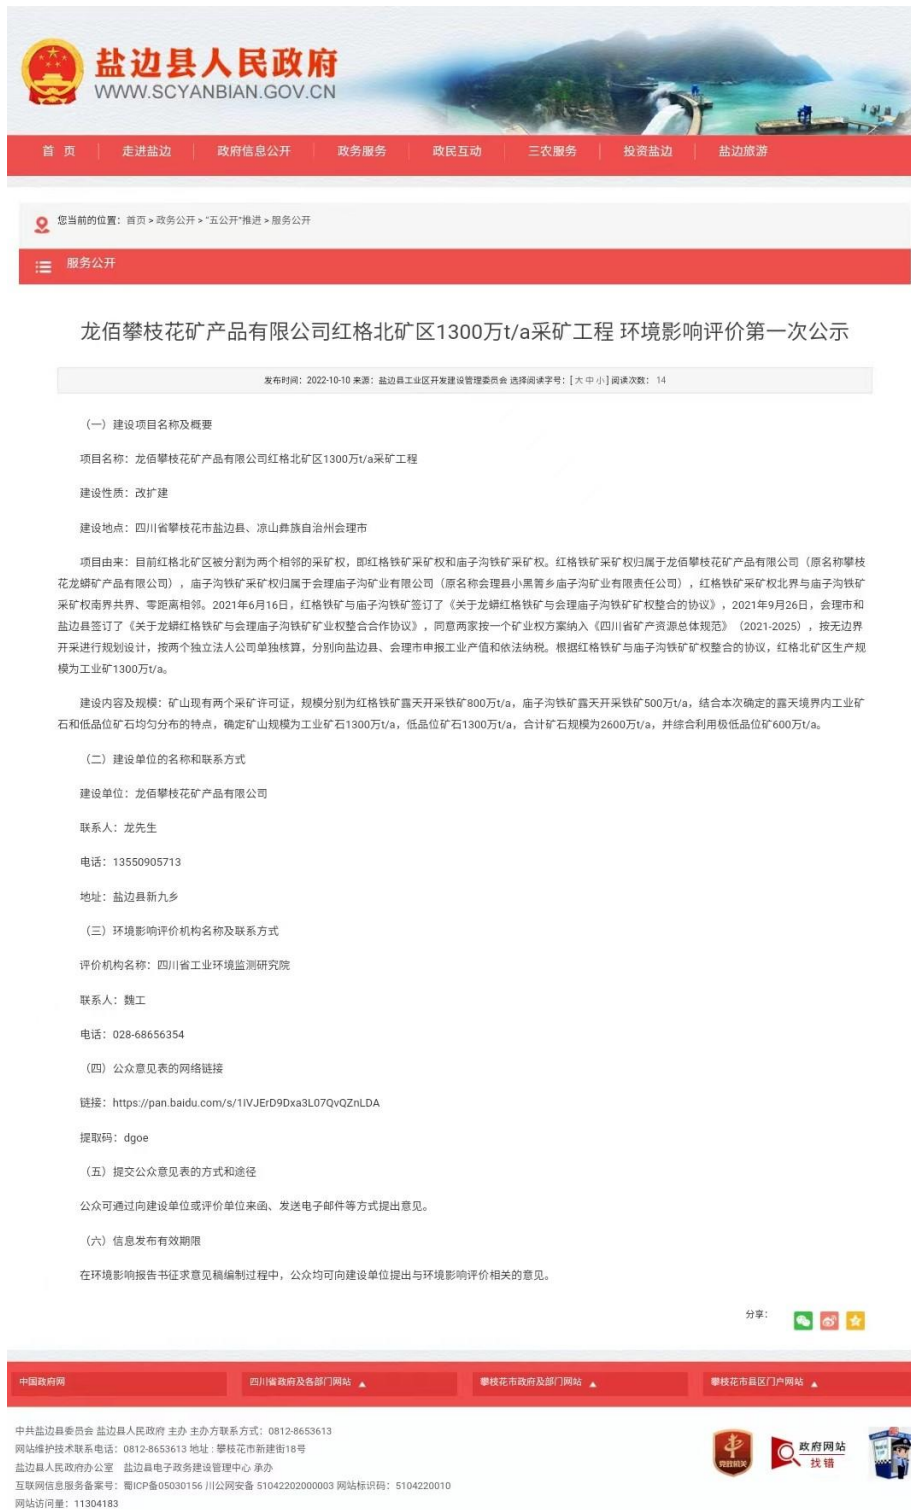 盐边县人民政府
WWW.SCYANBIAN.GOV.CN
首 页 走进盐边 政府信息公开 政务服务 政民互动 三农服务 投资盐边 盐边旅游
您当前的位置：首页 > 政务公开 > “五公开”推进 > 服务公开
服务公开
龙佰攀枝花矿产品有限公司红格北矿区1300万t/a采矿工程 环境影响评价第一次公示
发布时间：2022-10-10 来源：盐边县工业区开发建设管理委员会 选择阅读字号：[ 大 中 小 ] 阅读次数： 14
（一）建设项目名称及概要
项目名称：龙佰攀枝花矿产品有限公司红格北矿区1300万t/a采矿工程
建设性质：改扩建
建设地点：四川省攀枝花市盐边县、凉山彝族自治州会理市
项目由来：目前红格北矿区被分割为两个相邻的采矿权，即红格铁矿采矿权和庙子沟铁矿采矿权。红格铁矿采矿权归属于龙佰攀枝花矿产品有限公司（原名称攀枝
花龙蟒矿产品有限公司），庙子沟铁矿采矿权归属于会理庙子沟矿业有限公司（原名称会理县小黑箐乡庙子沟矿业有限责任公司），红格铁矿采矿权北界与庙子沟铁矿
采矿权南界共界、零距离相邻。2021年6月16日，红格铁矿与庙子沟铁矿签订了《关于龙蟒红格铁矿与会理庙子沟铁矿矿权整合的协议》，2021年9月26日，会理市和
盐边县签订了《关于龙蟒红格铁矿与会理庙子沟铁矿矿业权整合合作协议》，同意两家按一个矿业权方案纳入《四川省矿产资源总体规范》（2021-2025），按无边界
开采进行规划设计，按两个独立法人公司单独核算，分别向盐边县、会理市申报工业产值和依法纳税。根据红格铁矿与庙子沟铁矿矿权整合的协议，红格北矿区生产规
模为工业矿1300万t/a。
建设内容及规模：矿山现有两个采矿许可证，规模分别为红格铁矿露天开采铁矿800万t/a，庙子沟铁矿露天开采铁矿500万t/a，结合本次确定的露天境界内工业矿
石和低品位矿石均匀分布的特点，确定矿山规模为工业矿石1300万t/a，低品位矿石1300万t/a，合计矿石规模为2600万t/a，并综合利用极低品位矿600万t/a。
（二）建设单位的名称和联系方式
建设单位：龙佰攀枝花矿产品有限公司
联系人：龙先生
电话：13550905713
地址：盐边县新九乡
（三）环境影响评价机构名称及联系方式
评价机构名称：四川省工业环境监测研究院
联系人：魏工
电话：028-68656354
（四）公众意见表的网络链接
链接：https://pan.baidu.com/s/1IVJErD9Dxa3L07QvQZnLDA
提取码：dgoe
（五）提交公众意见表的方式和途径
公众可通过向建设单位或评价单位来函、发送电子邮件等方式提出意见。
（六）信息发布有效期限
在环境影响报告书征求意见稿编制过程中，公众均可向建设单位提出与环境影响评价相关的意见。
分享：
中国政府网 四川省政府及各部门网站 攀枝花市政府及部门网站 攀枝花市县区门户网站
中共盐边县委员会 盐边县人民政府 主办 主办方联系方式：0812-8653613
网站维护技术联系电话：0812-8653613 地址 : 攀枝花市新建街18号
盐边县人民政府办公室 盐边县电子政务建设管理中心 承办
互联网信息服务备案号：蜀ICP备05030156 川公网安备 51042202000003 网站标识码：5104220010
网站访问量：11304183
党政机关
政府网站
找错